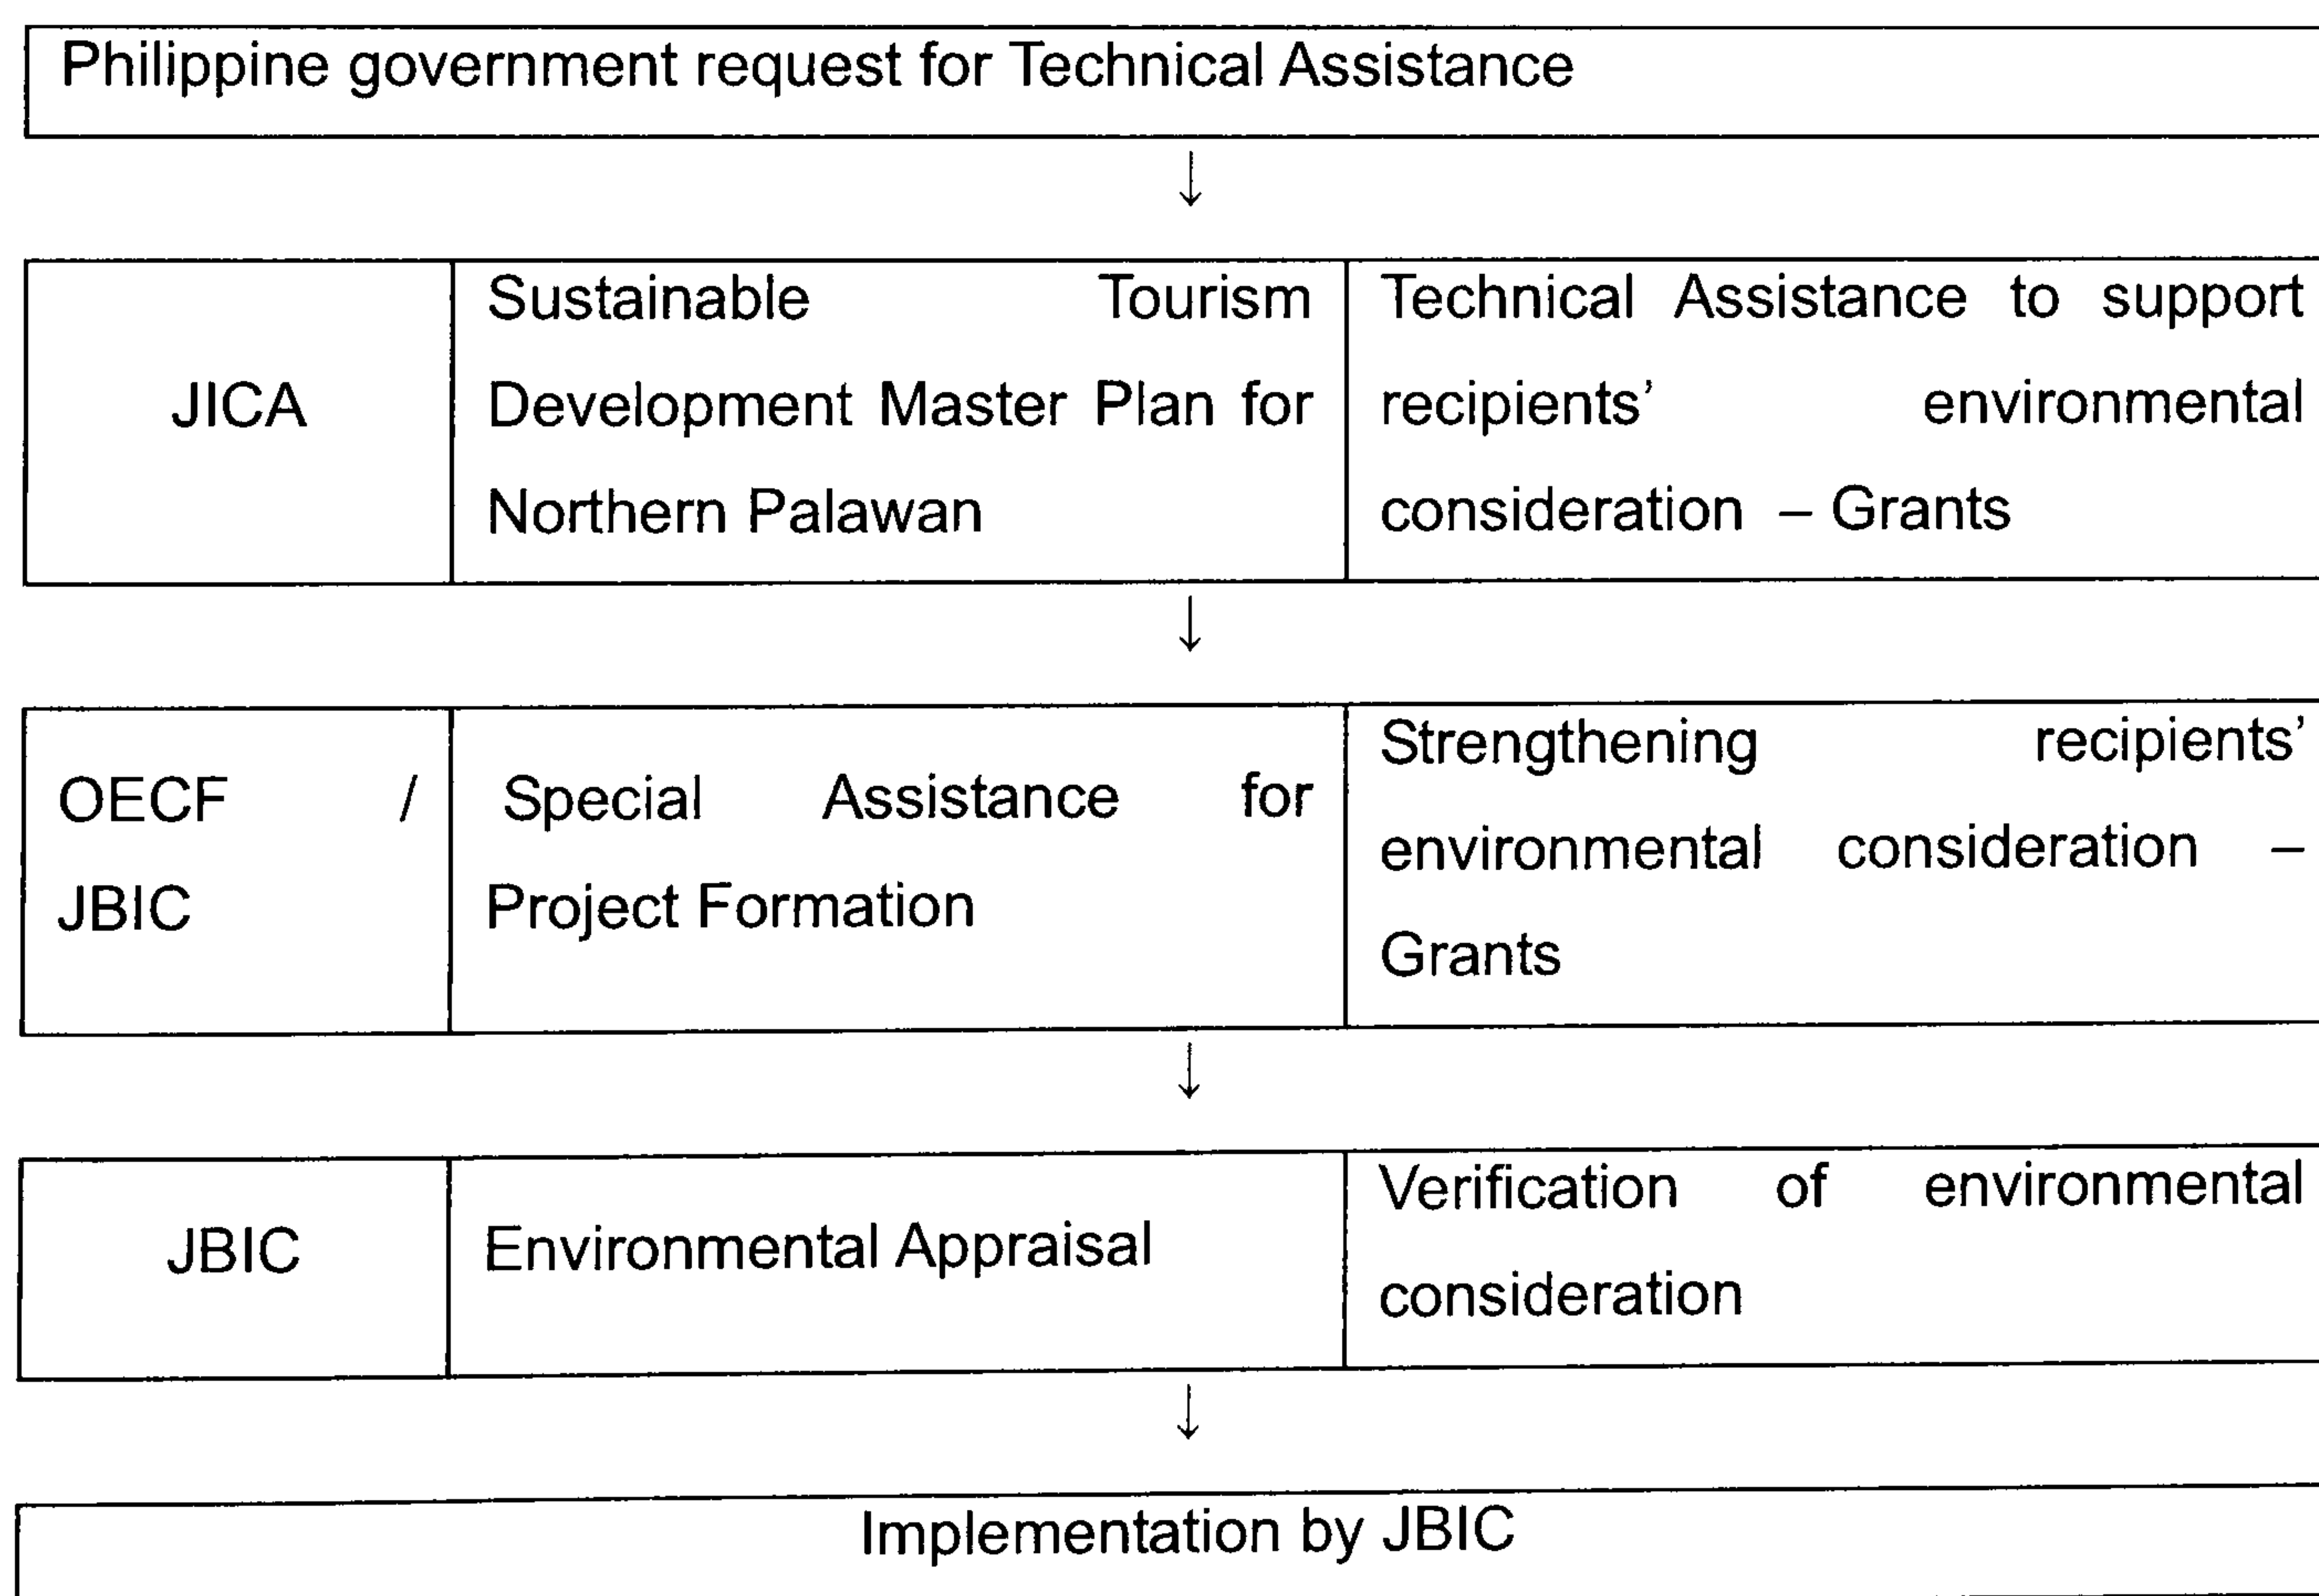 Philippine government request for Technical Assistance
↓
JICA
Sustainable Tourism
Development Master Plan for
Northern Palawan
Technical Assistance to support
recipients’ environmental
consideration – Grants
↓
OECF /
JBIC
Special Assistance for
Project Formation
Strengthening recipients’
environmental consideration –
Grants
↓
JBIC
Environmental Appraisal
Verification of environmental
consideration
↓
Implementation by JBIC